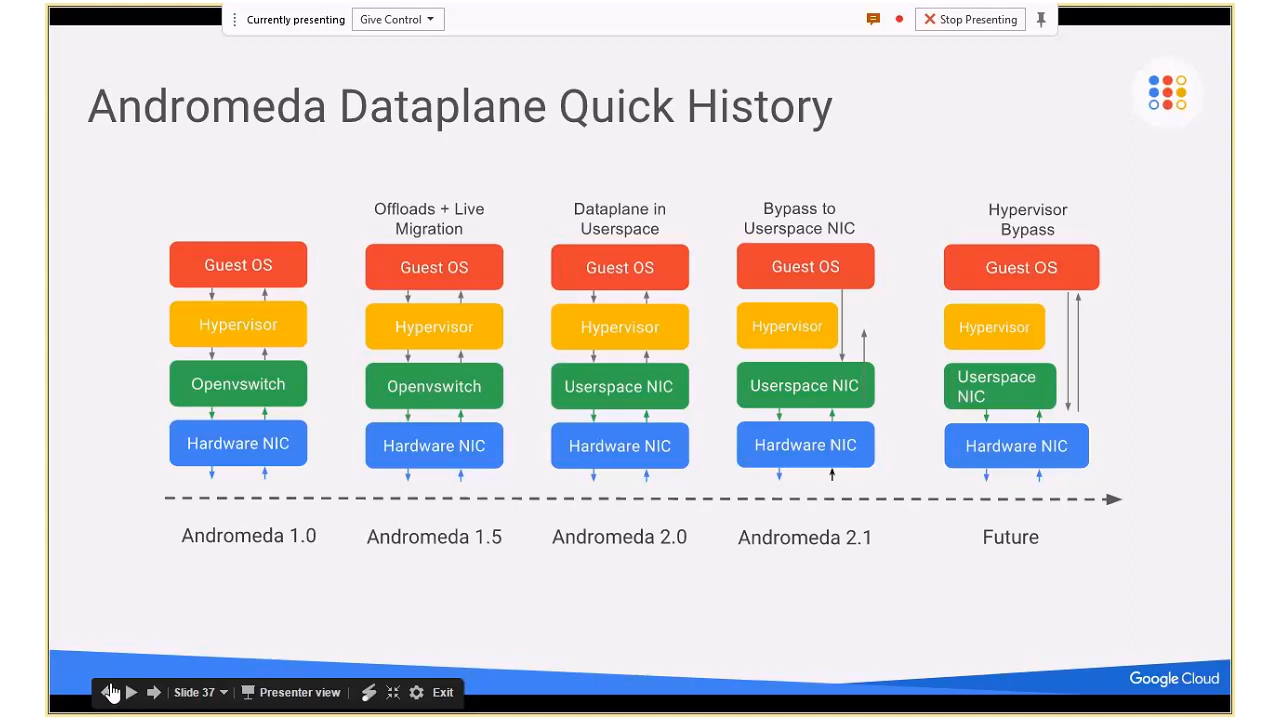 Currently presenting
Give Control
Stop Presenting
Andromeda Dataplane Quick History
Offloads + Live
Migration
Dataplane in
Userspace
Bypass to
Userspace NIC
Hypervisor
Bypass
Guest OS
Hypervisor
Openvswitch
Hardware NIC
Guest OS
Hypervisor
Openvswitch
Hardware NIC
Guest OS
Hypervisor
Userspace NIC
Hardware NIC
Guest OS
Hypervisor
Userspace NIC
Hardware NIC
Guest OS
Hypervisor
Userspace
NIC
Hardware NIC
Andromeda 1.0
Andromeda 1.5
Andromeda 2.0
Andromeda 2.1
Future
Google Cloud
Slide 37
Presenter view
Exit